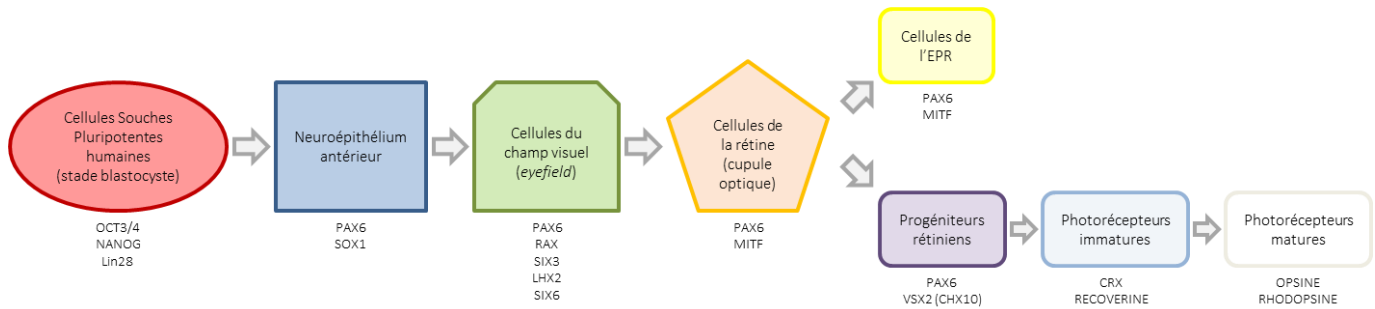 Cellules Souches
Pluripotentes
humaines
(stade blastocyste)
OCT3/4
NANOG
Lin28
Neuroépithélium
antérieur
PAX6
SOX1
Cellules du
champ visuel
(eyefield)
PAX6
RAX
SIX3
LHX2
SIX6
Cellules de
la rétine
(cupule
optique)
PAX6
MITF
Cellules de
l’EPR
PAX6
MITF
Progéniteurs
rétiniens
PAX6
VSX2 (CHX10)
Photorécepteurs
immatures
CRX
RECOVERINE
Photorécepteurs
matures
OPSINE
RHODOPSINE